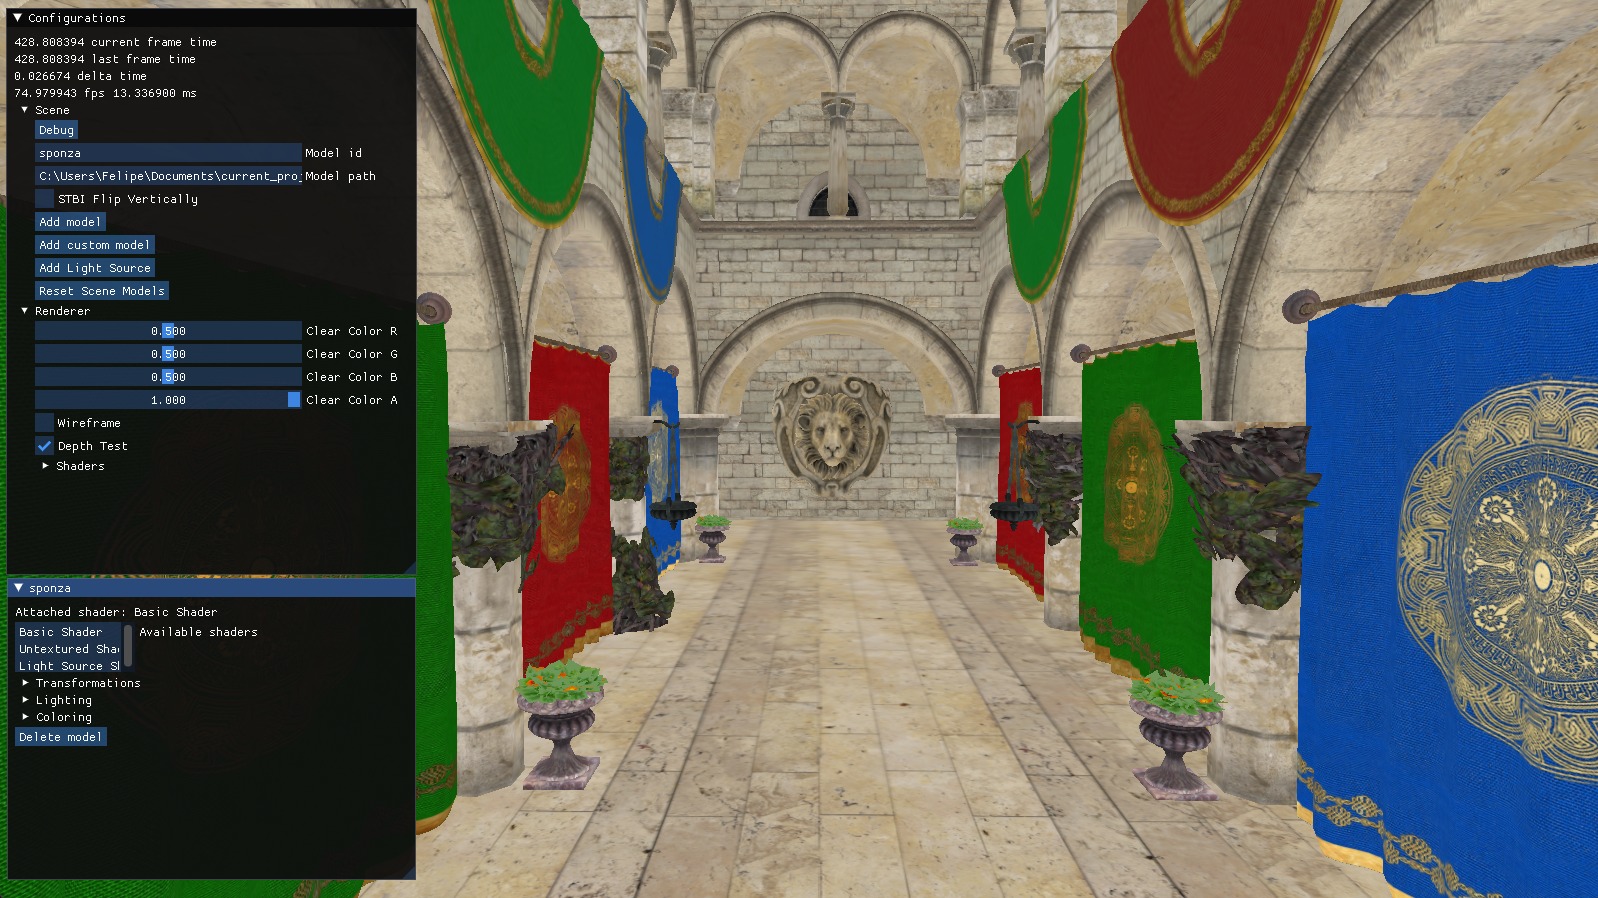 Configurations
428.808394 current frame time
428.808394 last frame time
0.026674 delta time
74.979943 fps 13.336900 ms
Scene
Debug
sponza Model id
C:\Users\Felipe\Documents\current_proj Model path
STBI Flip Vertically
Add model
Add custom model
Add Light Source
Reset Scene Models
Renderer
0.500 Clear Color R
0.500 Clear Color G
0.500 Clear Color B
1.000 Clear Color A
Wireframe
Depth Test
Shaders
sponza
Attached shader: Basic Shader
Basic Shader Available shaders
Untextured Sha
Light Source S
Transformations
Lighting
Coloring
Delete model